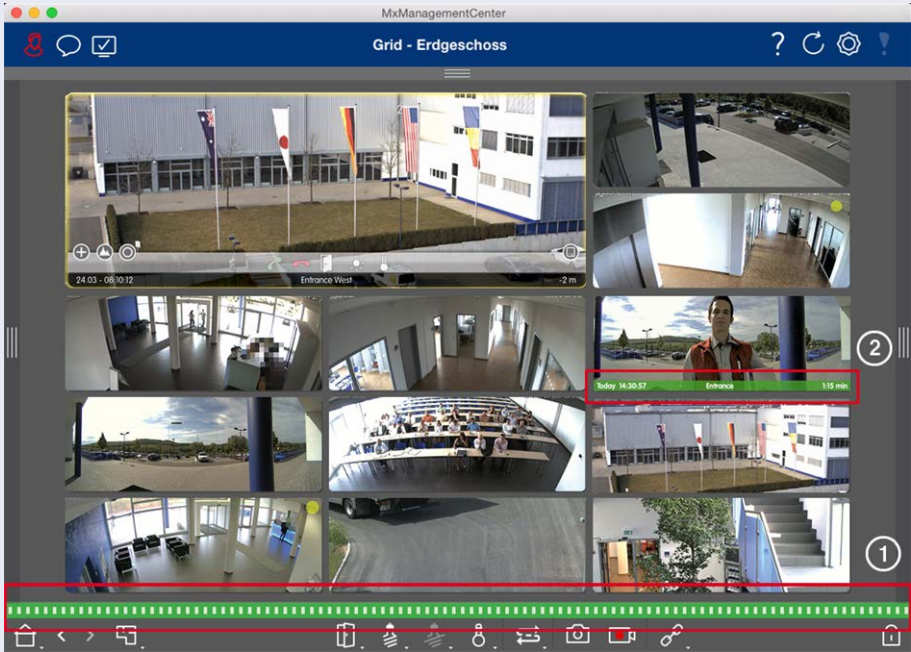 MxManagementCenter
Grid - Erdgeschoss
24.03 - 08:10:12 Entrance West -2 m
Today 14:30:57 Entrance 1:15 min
2
1